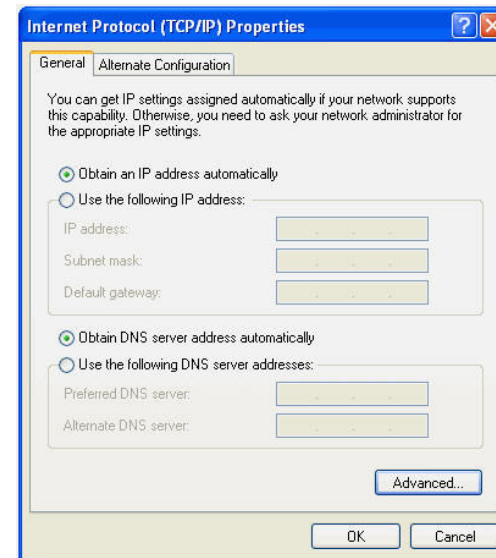 Internet Protocol (TCP/IP) Properties
General
Alternate Configuration
You can get IP settings assigned automatically if your network supports
this capability. Otherwise, you need to ask your network administrator for
the appropriate IP settings.
Obtain an IP address automatically
Use the following IP address:
IP address:
Subnet mask:
Default gateway:
Obtain DNS server address automatically
Use the following DNS server addresses:
Preferred DNS server:
Alternate DNS server:
Advanced...
OK
Cancel